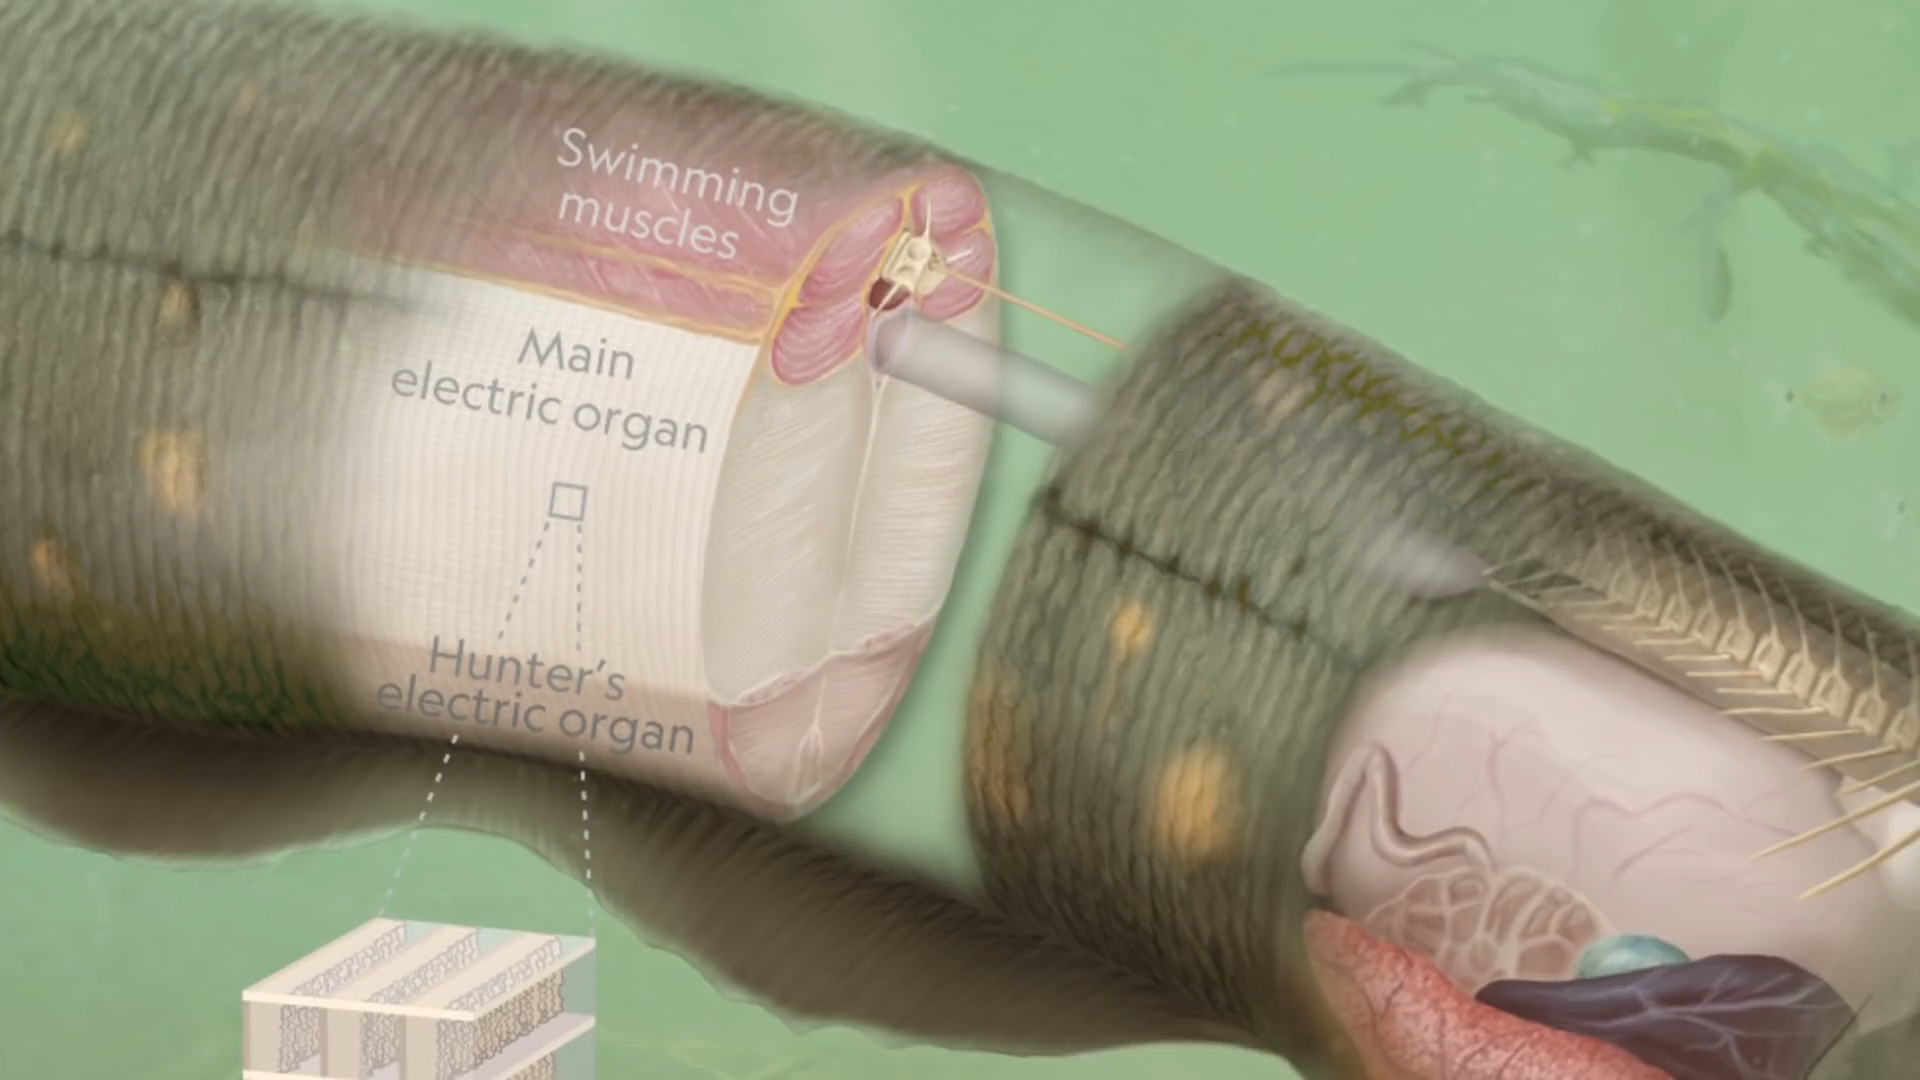 Swimming
muscles
Main
electric organ
Hunter’s
electric organ